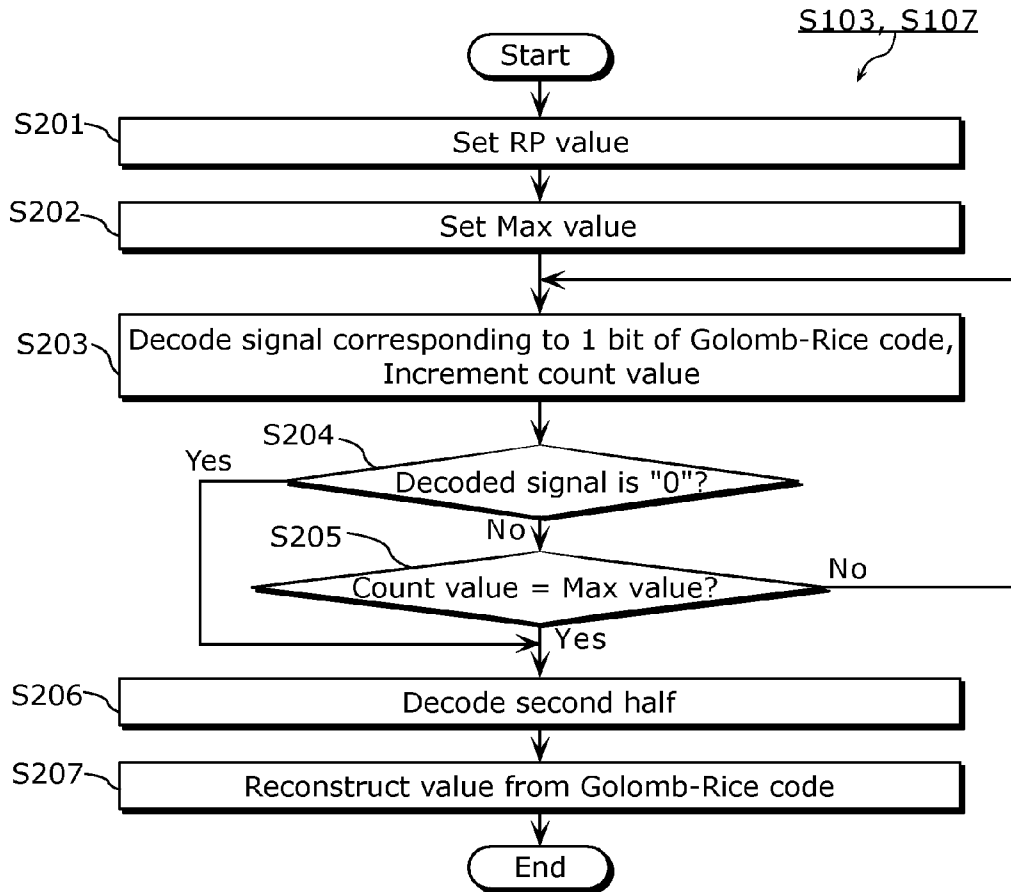 S103, S107
Start
S201
Set RP value
S202
Set Max value
S203
Decode signal corresponding to 1 bit of Golomb-Rice code,
Increment count value
S204
Yes
Decoded signal is "0"?
No
S205
Count value = Max value?
No
Yes
S206
Decode second half
S207
Reconstruct value from Golomb-Rice code
End